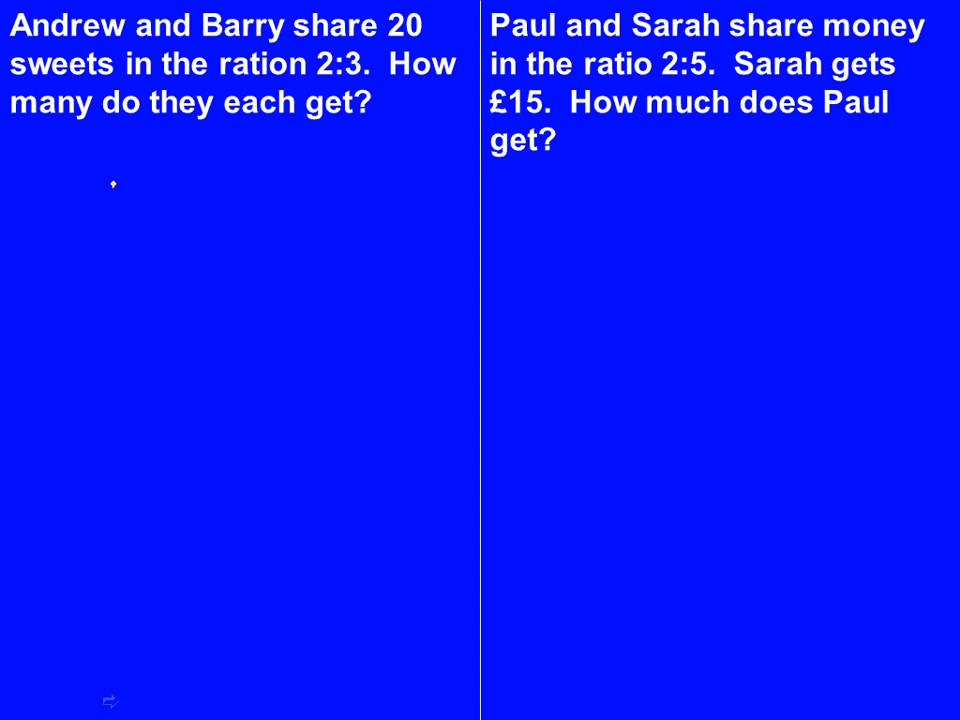 Andrew and Barry share 20
sweets in the ration 2:3.  How
many do they each get?
Paul and Sarah share money
in the ratio 2:5.  Sarah gets
£15.  How much does Paul
get?